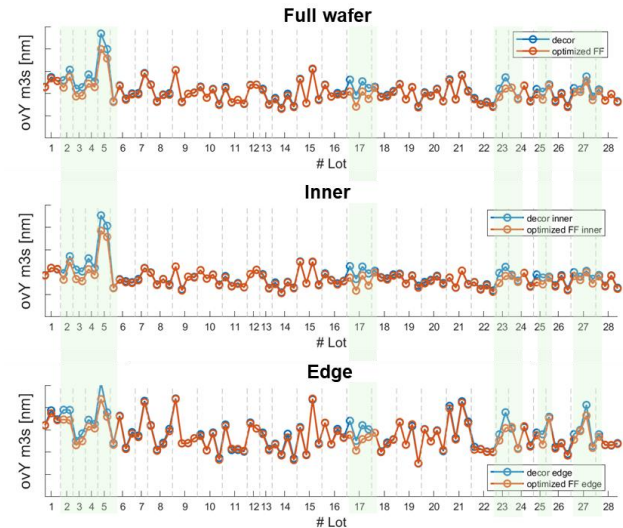 Full wafer
ovY m3s [nm]
decor
optimized FF
1 2 3 4 5 6 7 8 9 10 11 12 13 14 15 16 17 18 19 20 21 22 23 24 25 26 27 28
# Lot
Inner
ovY m3s [nm]
decor inner
optimized FF inner
1 2 3 4 5 6 7 8 9 10 11 12 13 14 15 16 17 18 19 20 21 22 23 24 25 26 27 28
# Lot
Edge
ovY m3S [nm]
decor edge
optimized FF edge
1 2 3 4 5 6 7 8 9 10 11 12 13 14 15 16 17 18 19 20 21 22 23 24 25 26 27 28
# Lot